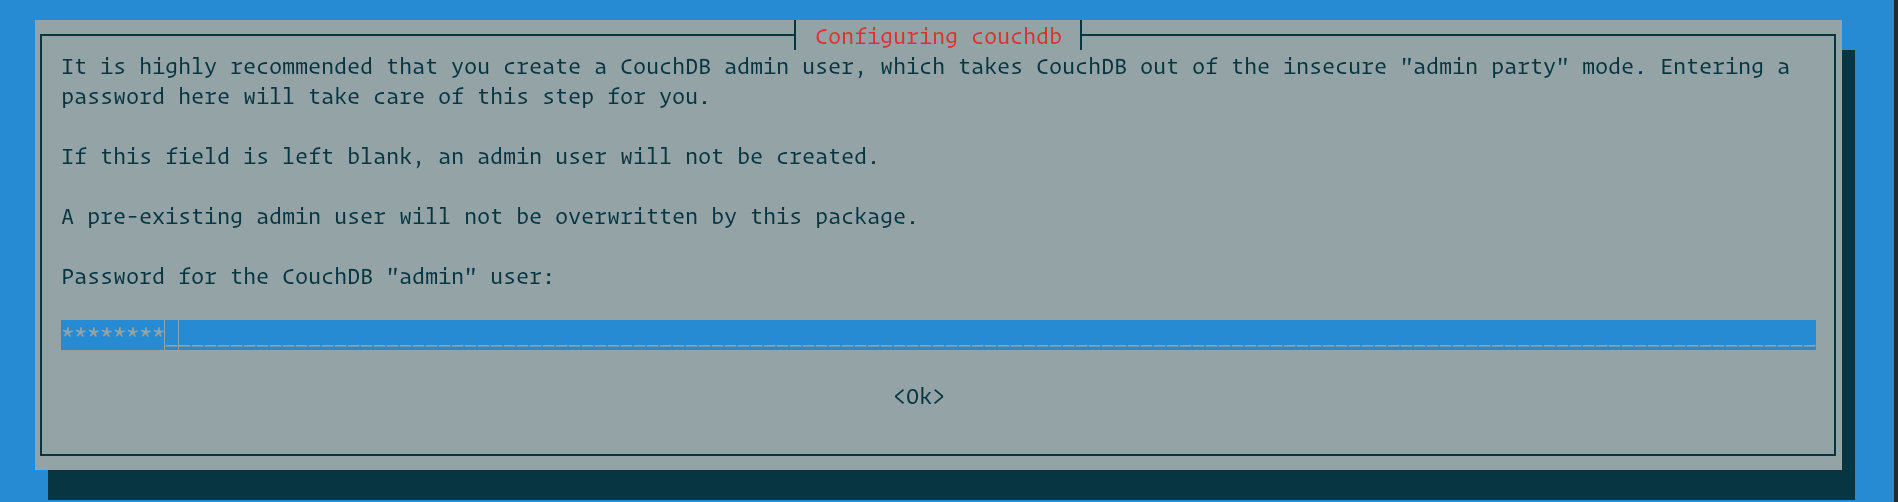 Configuring couchdb
It is highly recommended that you create a CouchDB admin user, which takes CouchDB out of the insecure "admin party" mode. Entering a
password here will take care of this step for you.
If this field is left blank, an admin user will not be created.
A pre-existing admin user will not be overwritten by this package.
Password for the CouchDB "admin" user:
********
<Ok>